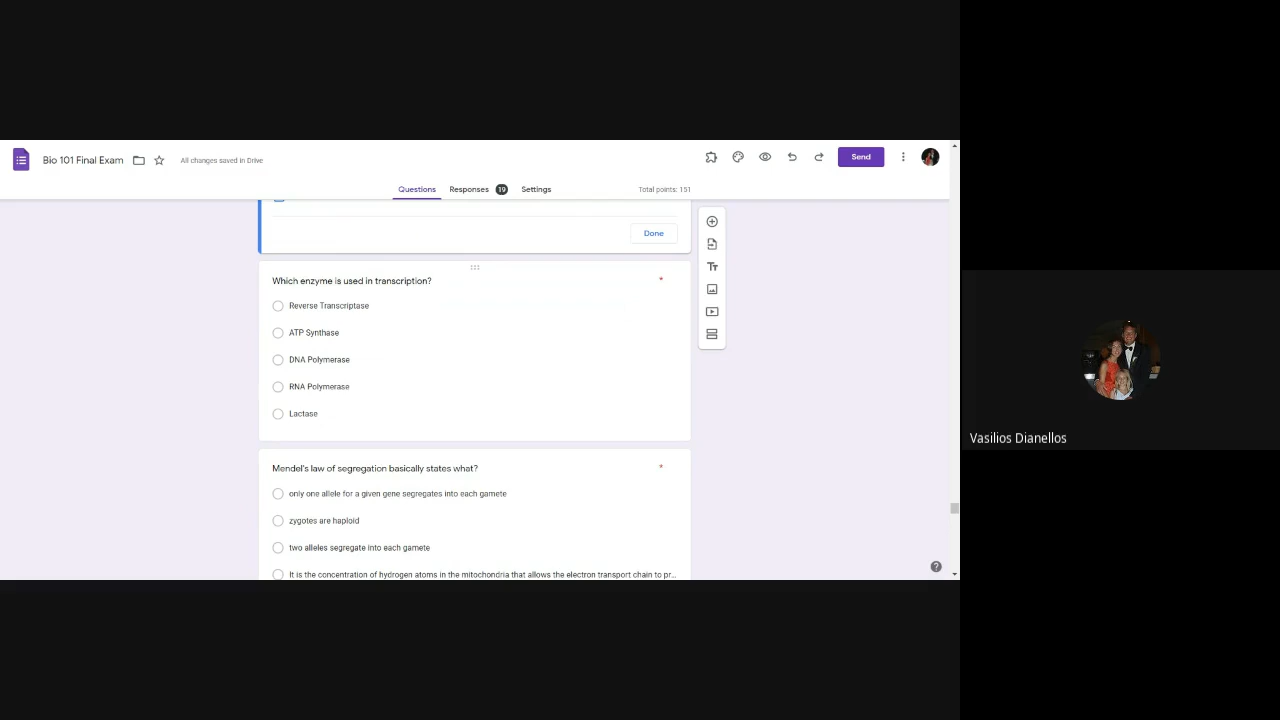 Bio 101 Final Exam
All changes saved in Drive
Send
Questions
Responses 19
Settings
Total points: 151
Done
Which enzyme is used in transcription? *
Reverse Transcriptase
ATP Synthase
DNA Polymerase
RNA Polymerase
Lactase
Mendel's law of segregation basically states what? *
only one allele for a given gene segregates into each gamete
zygotes are haploid
two alleles segregate into each gamete
It is the concentration of hydrogen atoms in the mitochondria that allows the electron transport chain to pr...
Tт
?
Vasilios Dianellos